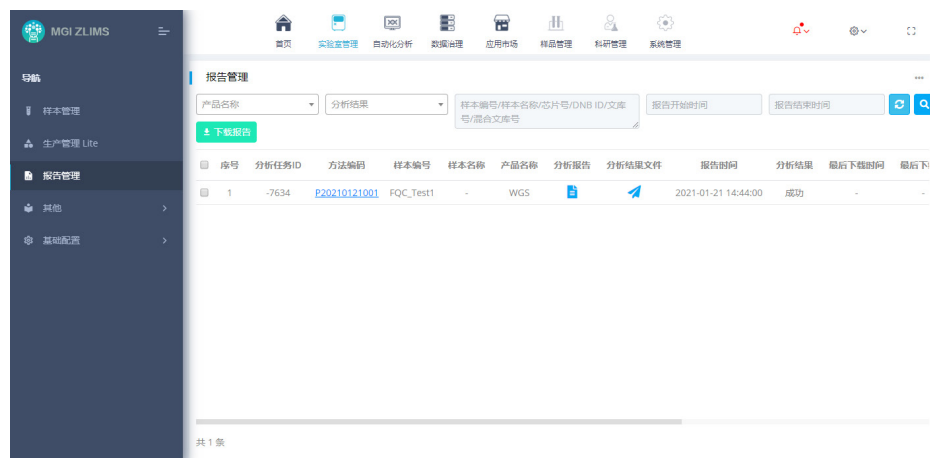 MGI ZLIMS
首页 实验室管理 自动化分析 数据治理 应用市场 样品管理 科研管理 系统管理
导航
样本管理
生产管理 Lite
报告管理
其他
基础配置
报告管理
产品名称 分析结果 样本编号/样本名称/芯片号/DNB ID/文库 报告开始时间 报告结束时间
号/混合文库号
下载报告
序号 分析任务ID 方法编码 样本编号 样本名称 产品名称 分析报告 分析结果文件 报告时间 分析结果 最后下载时间 最后下
1 -7634 P20210121001 FQC_Test1 - WGS 2021-01-21 14:44:00 成功 - -
共 1 条